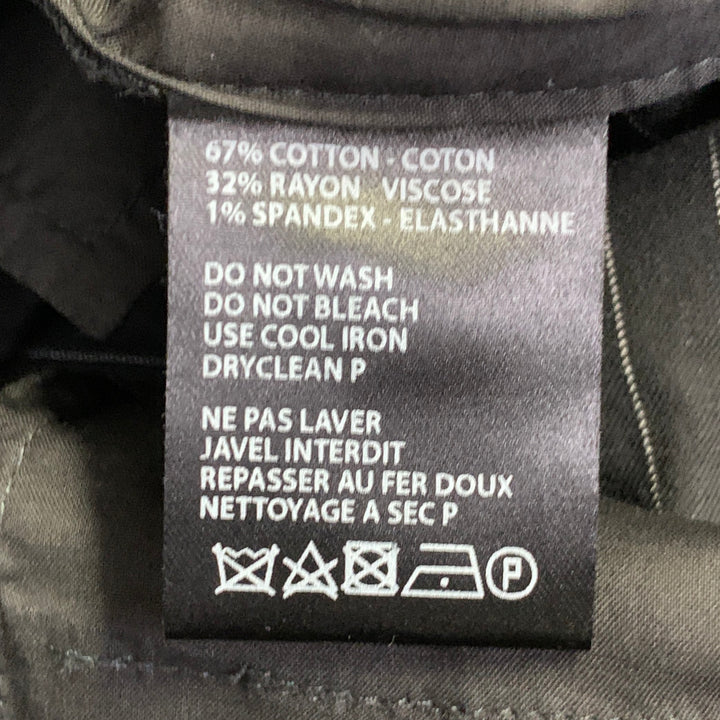 67% COTTON - COTON
32% RAYON VISCOSE
1% SPANDEX - ELASTHANNE
DO NOT WASH
DO NOT BLEACH
USE COOL IRON
DRYCLEAN P
NE PAS LAVER
JAVEL INTERDIT
REPASSER AU FER DOUX
NETTOYAGE A SEC P
P